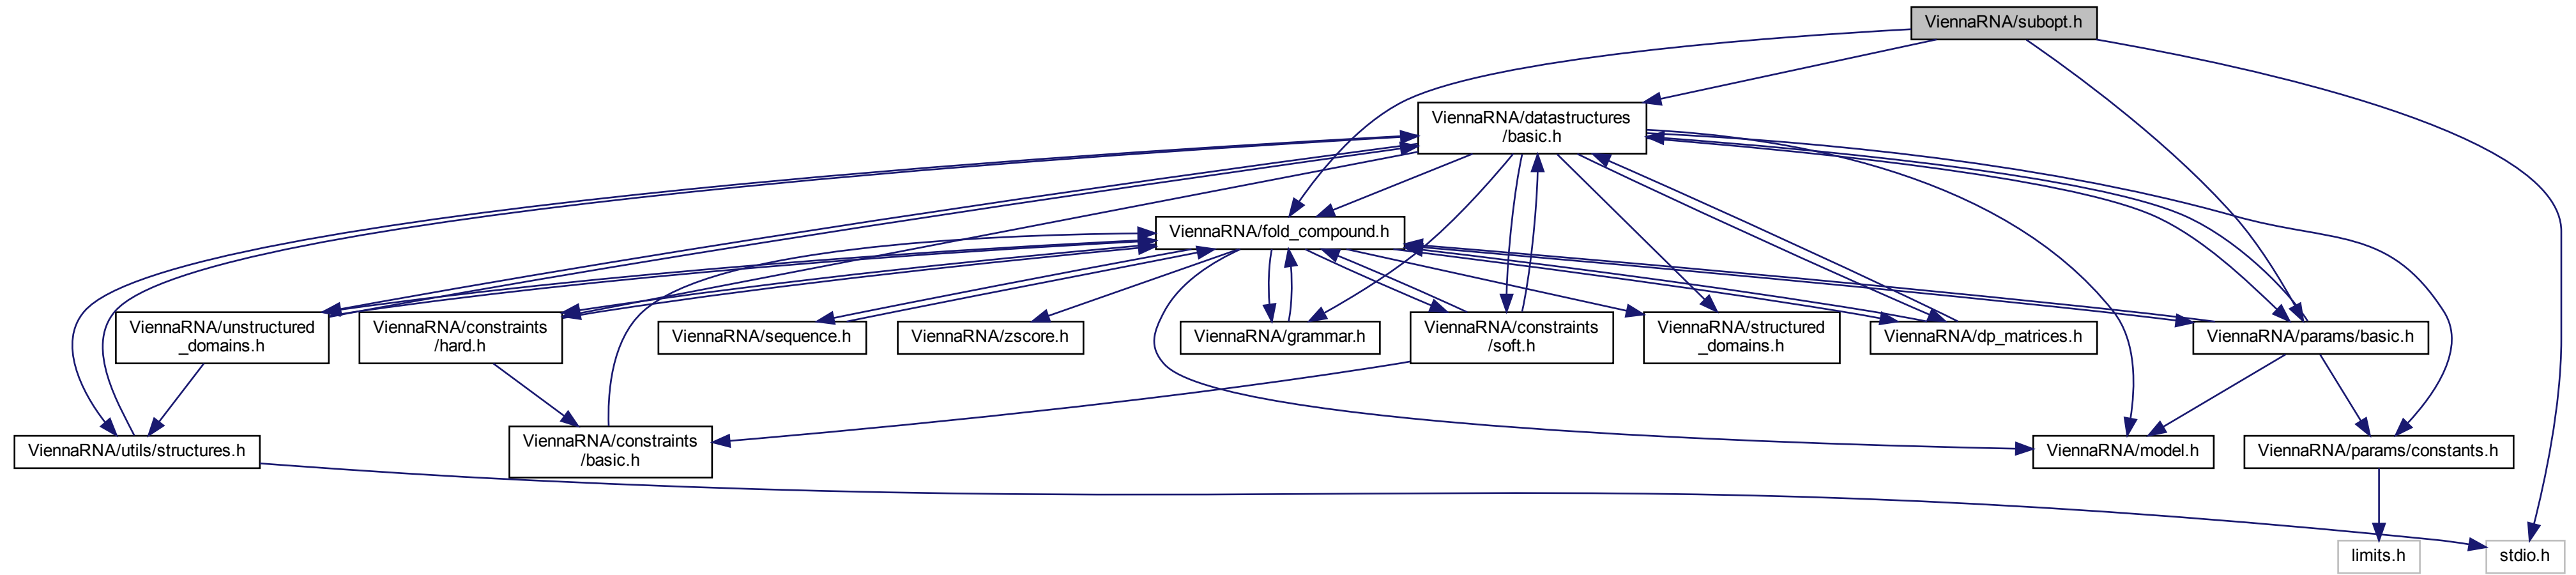 ViennaRNA/subopt.h
ViennaRNA/datastructures
/basic.h
ViennaRNA/fold_compound.h
ViennaRNA/unstructured
_domains.h
ViennaRNA/constraints
/hard.h
ViennaRNA/sequence.h
ViennaRNA/zscore.h
ViennaRNA/grammar.h
ViennaRNA/constraints
/soft.h
ViennaRNA/structured
_domains.h
ViennaRNA/dp_matrices.h
ViennaRNA/params/basic.h
ViennaRNA/utils/structures.h
ViennaRNA/constraints
/basic.h
ViennaRNA/model.h
ViennaRNA/params/constants.h
limits.h
stdio.h